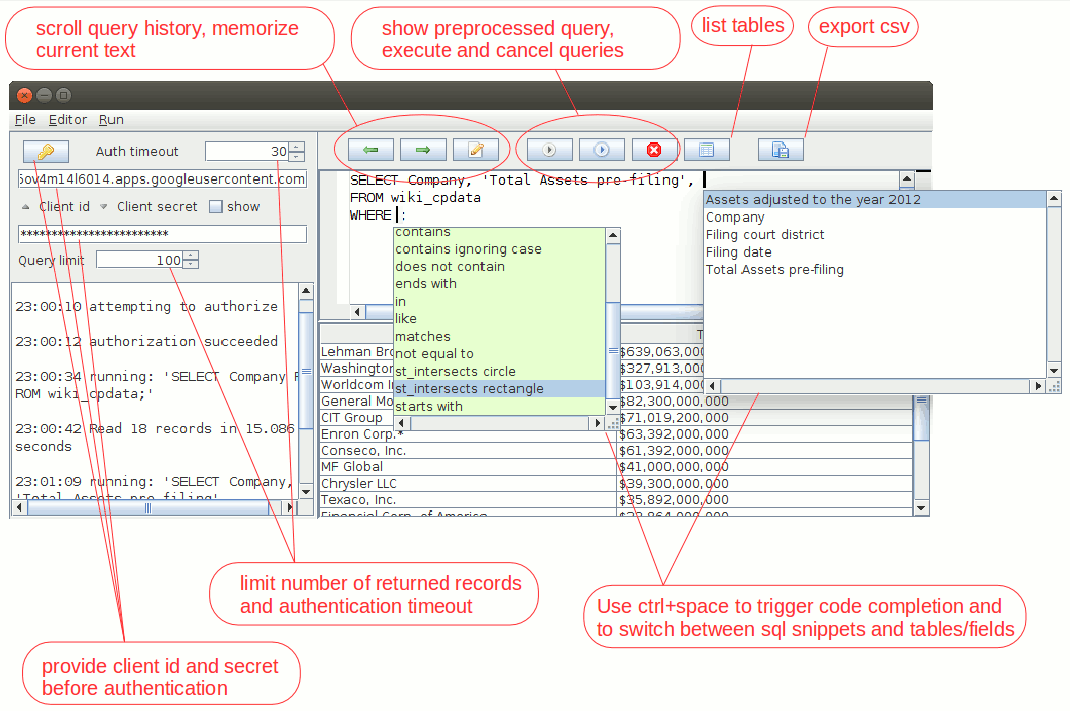 scroll query history, memorize
current text
show preprocessed query,
execute and cancel queries
list tables
export csv
File Editor Run
Auth timeout 30
5ov4m14l6014.apps.googleusercontent.com
Client id Client secret show
************************
Query limit 100
23:00:10 attempting to authorize
23:00:12 authorization succeeded
23:00:34 running: 'SELECT Company F
ROM wiki_cpdata;'
23:00:42 Read 18 records in 15.086
seconds
23:01:09 running: 'SELECT Company,
'Total Assets pre-filing'
SELECT Company, 'Total Assets pre-filing',
FROM wiki_cpdata
WHERE :
contains
contains ignoring case
does not contain
ends with
in
like
matches
not equal to
st_intersects circle
st_intersects rectangle
starts with
Assets adjusted to the year 2012
Company
Filing court district
Filing date
Total Assets pre-filing
T
Lehman Bro $639,063,000
Washington $327,913,000
Worldcom In $103,914,000
General Mo $82,300,000,000
CIT Group $71,019,200,000
Enron Corp.* $63,392,000,000
Conseco, Inc. $61,392,000,000
MF Global $41,000,000,000
Chrysler LLC $39,300,000,000
Texaco, Inc. $35,892,000,000
Financial Corp. of America $33,864,000,000
limit number of returned records
and authentication timeout
Use ctrl+space to trigger code completion and
to switch between sql snippets and tables/fields
provide client id and secret
before authentication